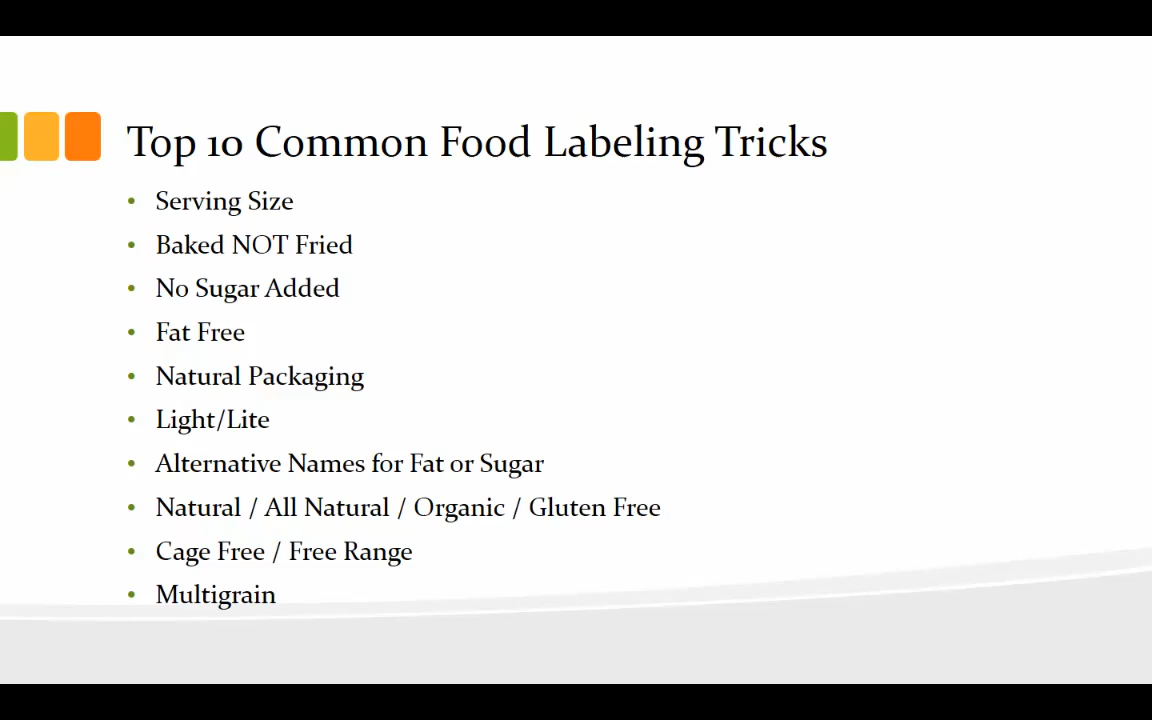 Top 10 Common Food Labeling Tricks
• Serving Size
• Baked NOT Fried
• No Sugar Added
• Fat Free
• Natural Packaging
• Light/Lite
• Alternative Names for Fat or Sugar
• Natural / All Natural / Organic / Gluten Free
• Cage Free / Free Range
• Multigrain